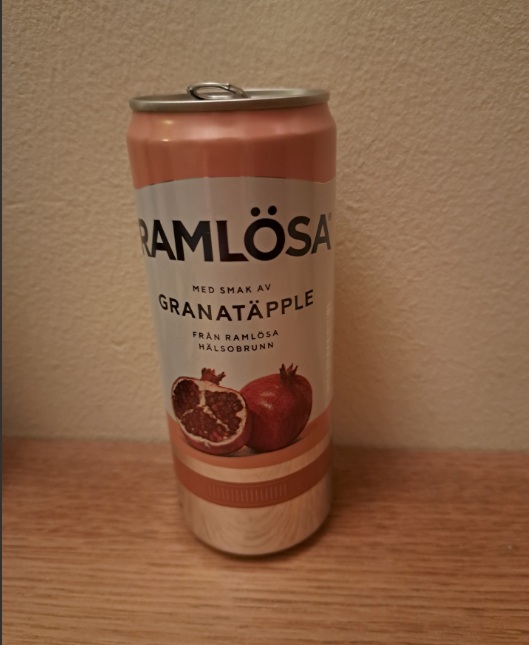 RAMLÖSA
MED SMAK AV
GRANATÄPPLE
FRÅN RAMLÖSA
HÄLSOBRUNN